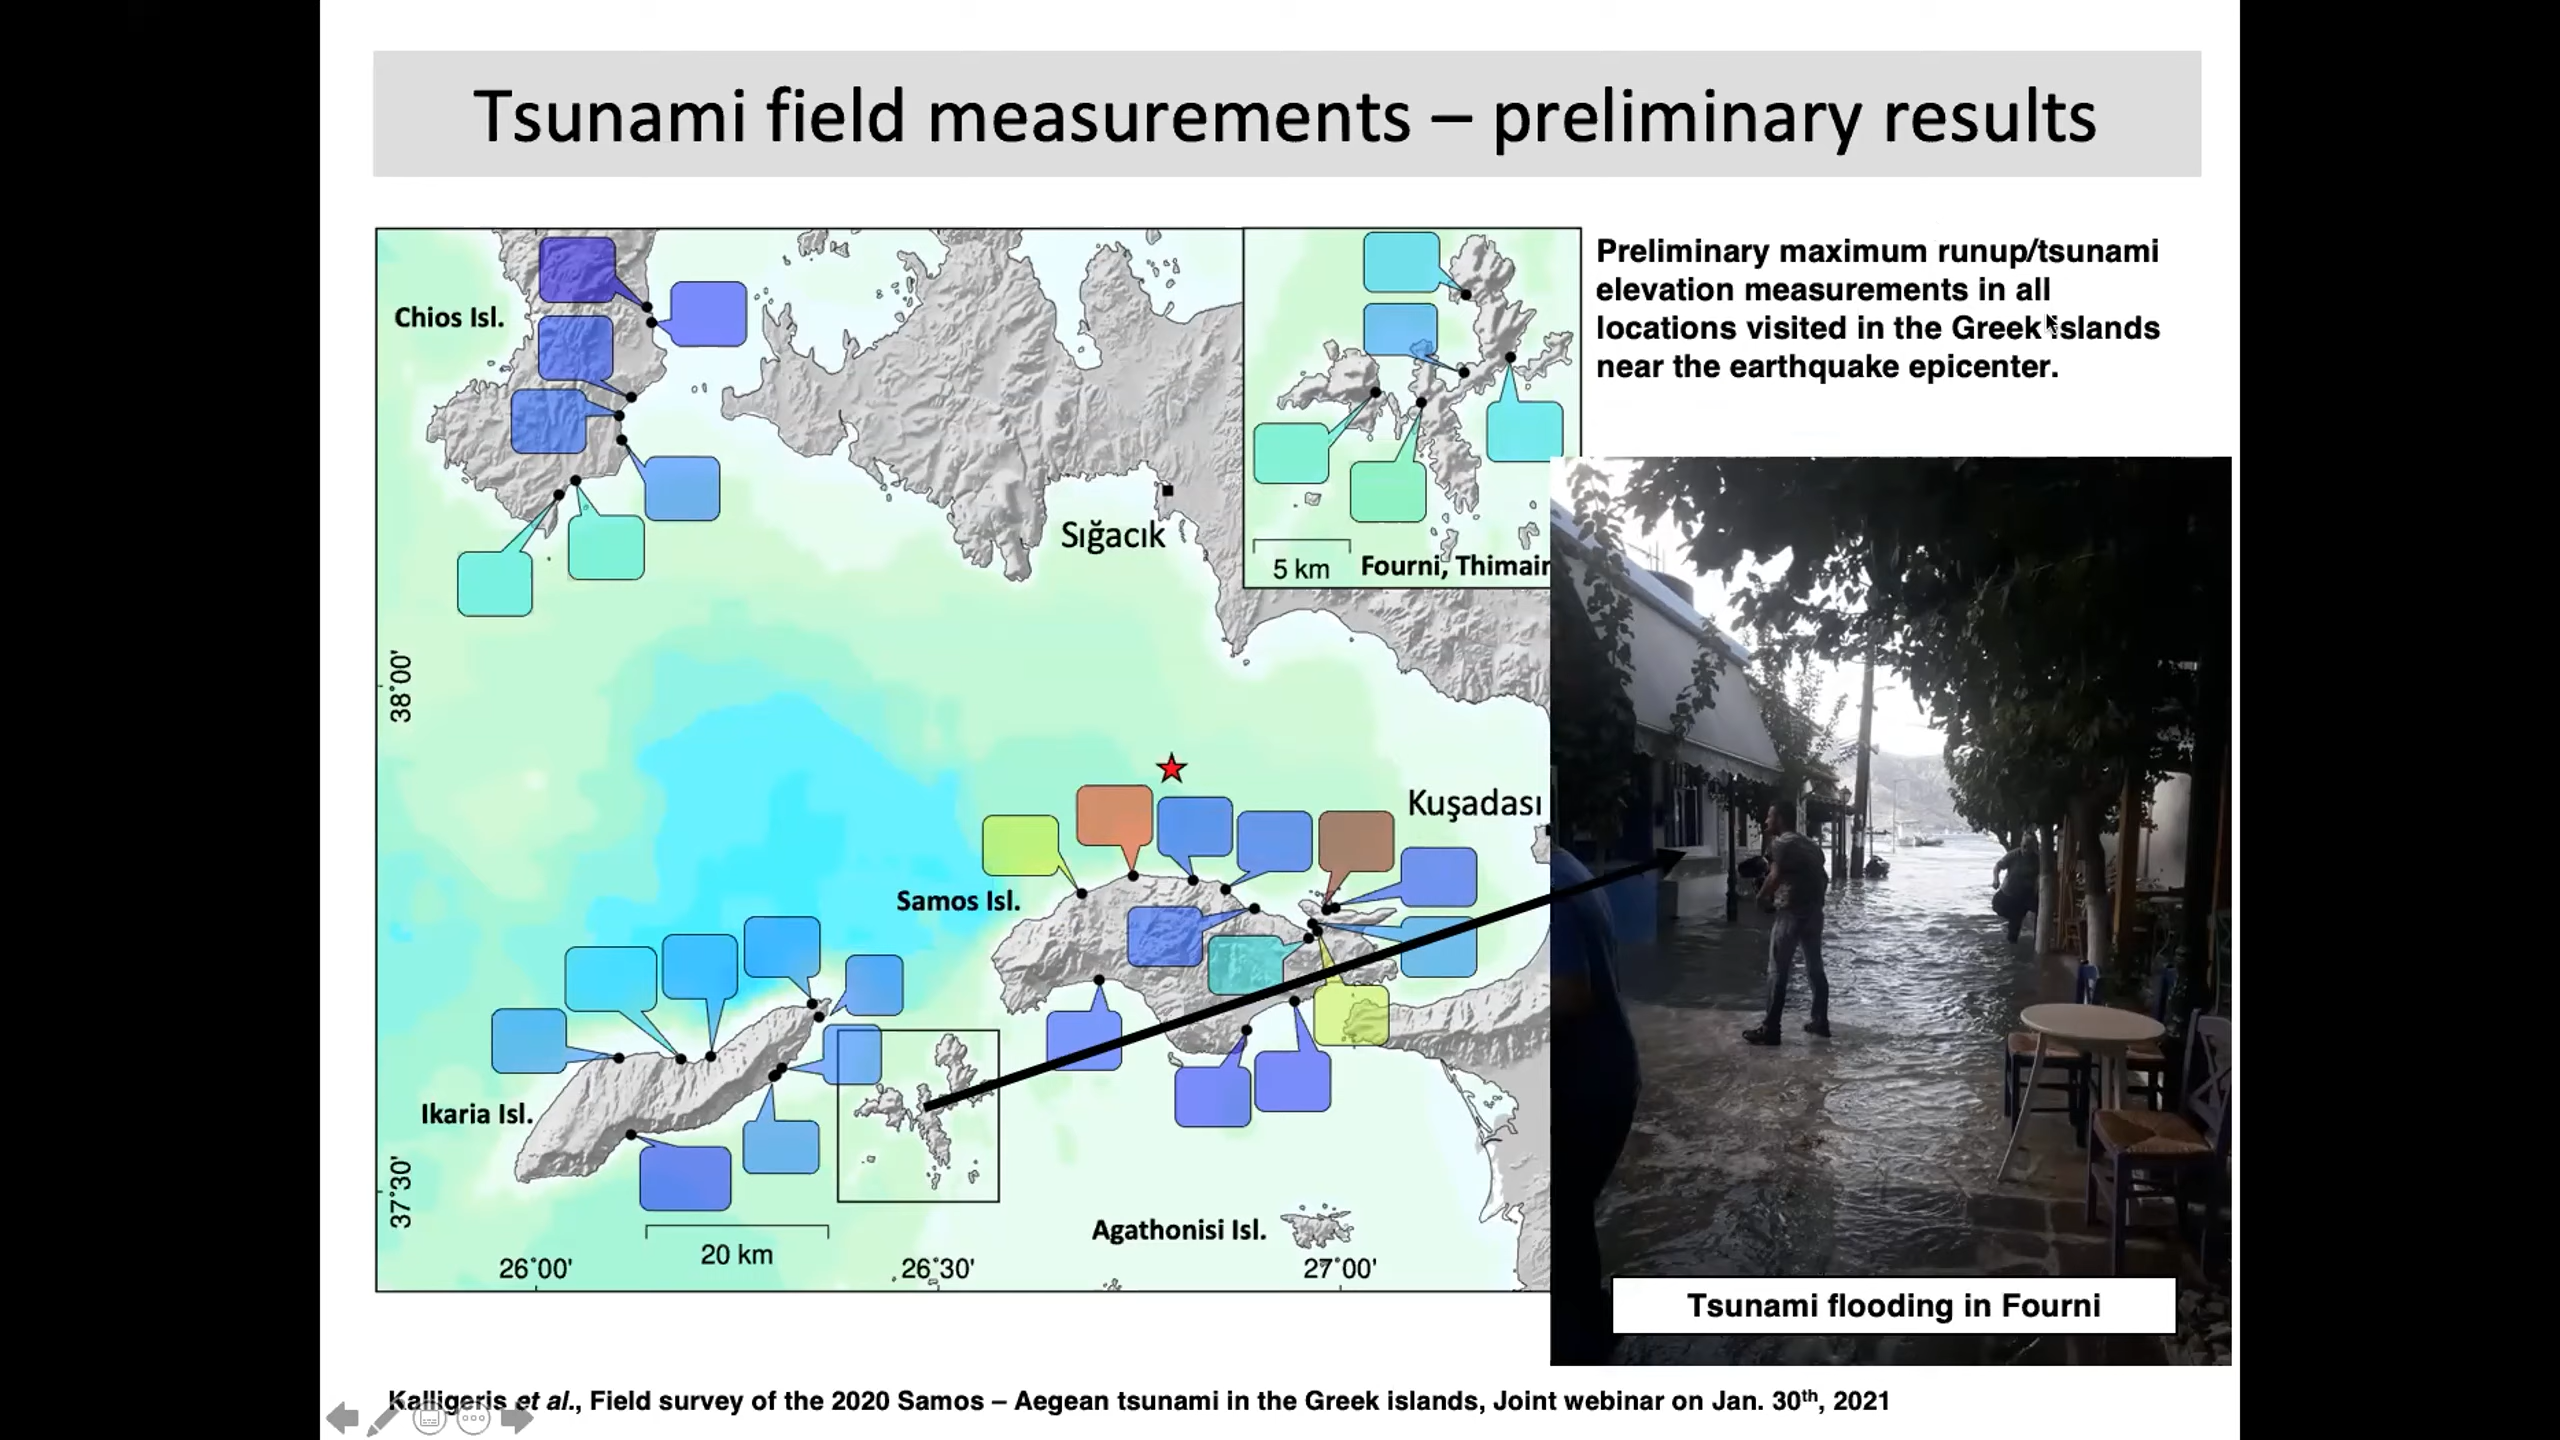 Tsunami field measurements – preliminary results
Preliminary maximum runup/tsunami
elevation measurements in all
locations visited in the Greek islands
near the earthquake epicenter.
Chios Isl.
Sığacık
5 km
Fourni, Thimain
38°00'
Kuşadası
Samos Isl.
Ikaria Isl.
37°30'
Agathonisi Isl.
20 km
26°00'
26°30'
27°00'
Tsunami flooding in Fourni
Kalligeris et al., Field survey of the 2020 Samos – Aegean tsunami in the Greek islands, Joint webinar on Jan. 30th, 2021